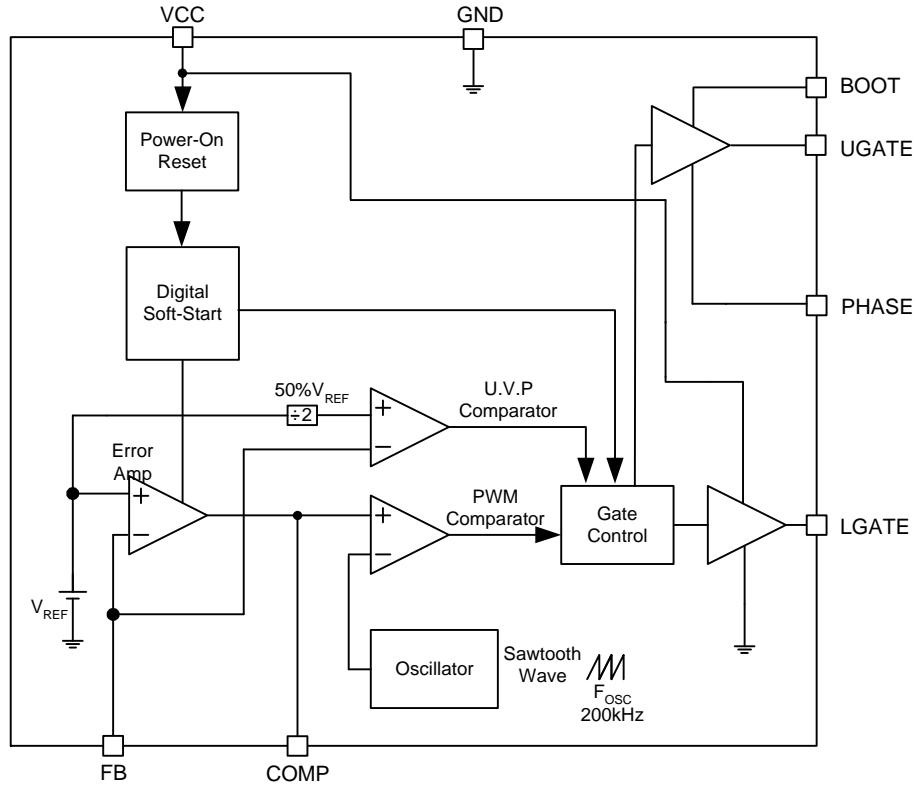 VCC
GND
BOOT
UGATE
Power-On
Reset
Digital
Soft-Start
PHASE
50%VREF
÷2
U.V.P
Comparator
+
−
Error
Amp
+
−
PWM
Comparator
+
−
Gate
Control
LGATE
VREF
Oscillator
Sawtooth
Wave
FOSC
200kHz
FB
COMP